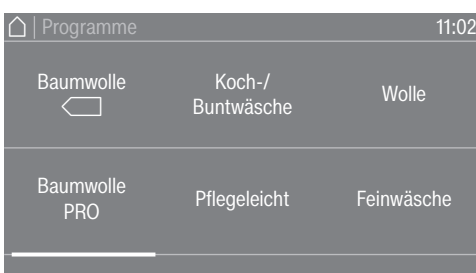 | Programme 11:02
Baumwolle
Koch-/
Buntwäsche
Wolle
Baumwolle
PRO
Pflegeleicht
Feinwäsche